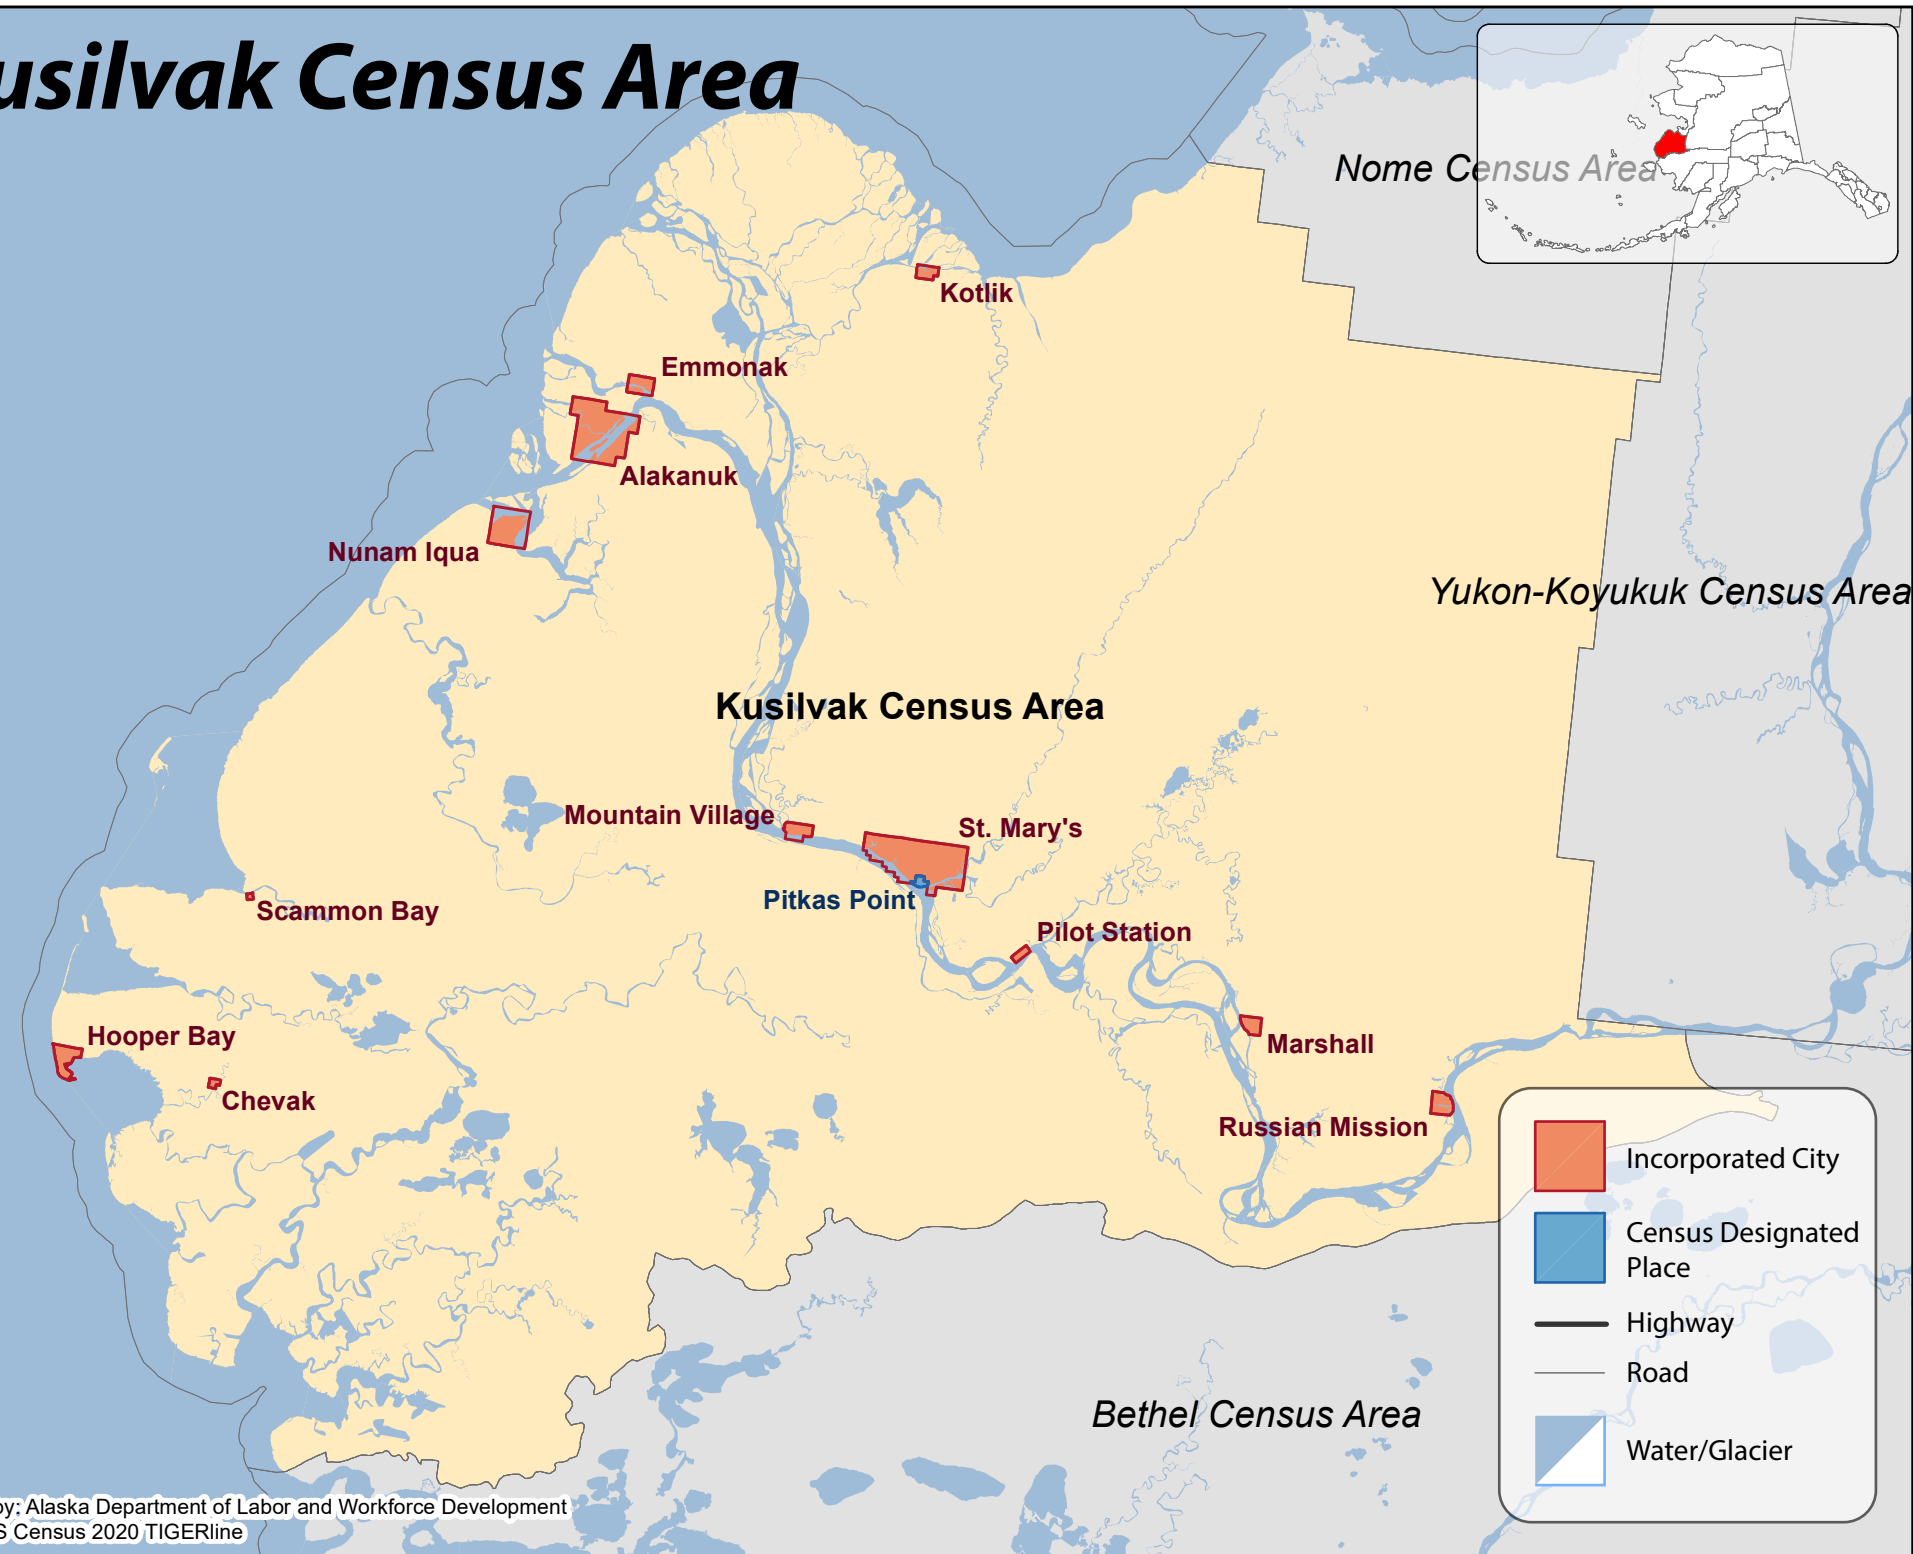 usilvak Census Area
Nome Census Area
Kotlik
Emmonak
Alakanuk
Nunam Iqua
Yukon-Koyukuk Census Area
Kusilvak Census Area
Mountain Village
St. Mary's
Pitkas Point
Scammon Bay
Pilot Station
Hooper Bay
Marshall
Chevak
Russian Mission
Incorporated City
Census Designated
Place
Highway
Road
Water/Glacier
Bethel Census Area
by: Alaska Department of Labor and Workforce Development
S Census 2020 TIGERline